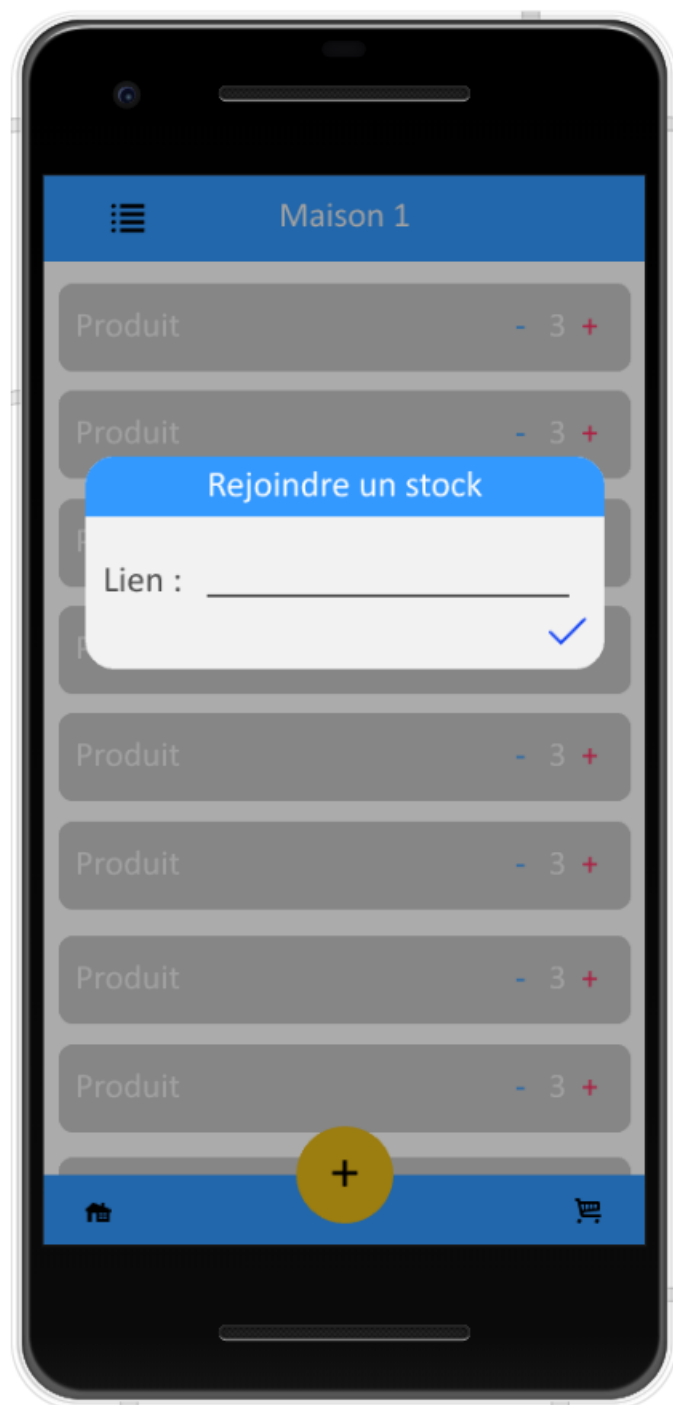 Maison 1
Produit - 3 +
Produit - 3 +
Rejoindre un stock
Lien :
Produit - 3 +
Produit - 3 +
Produit - 3 +
Produit - 3 +
+